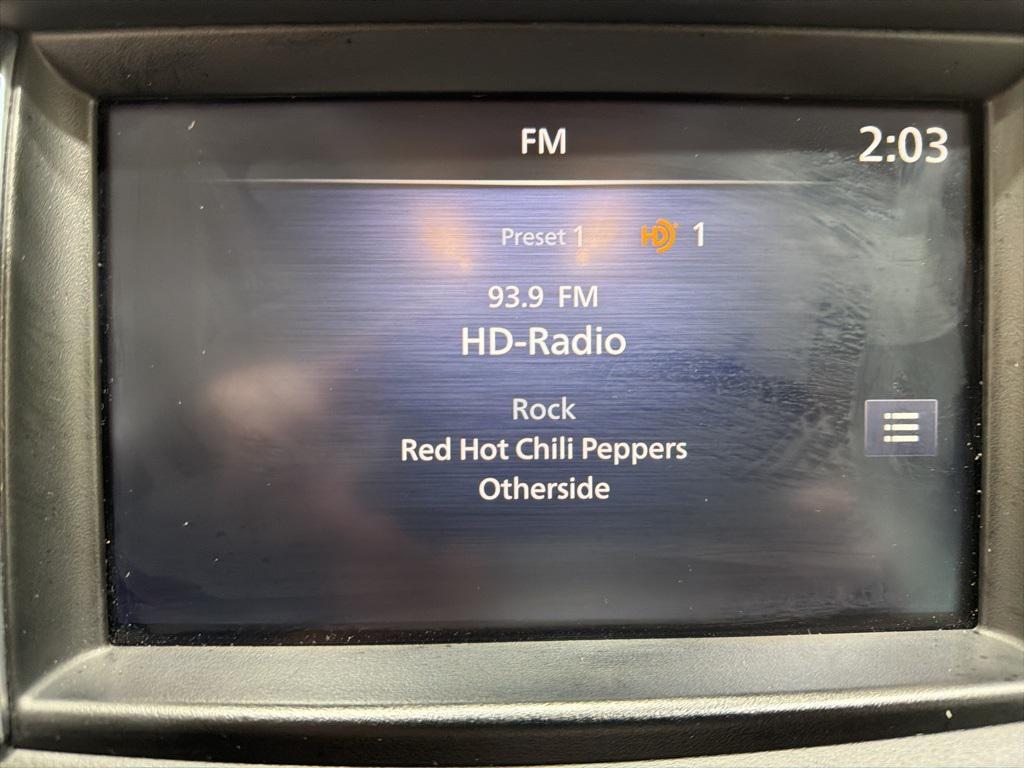 FM
2:03
Preset 1 HD 1
93.9 FM
HD-Radio
Rock
Red Hot Chili Peppers
Otherside